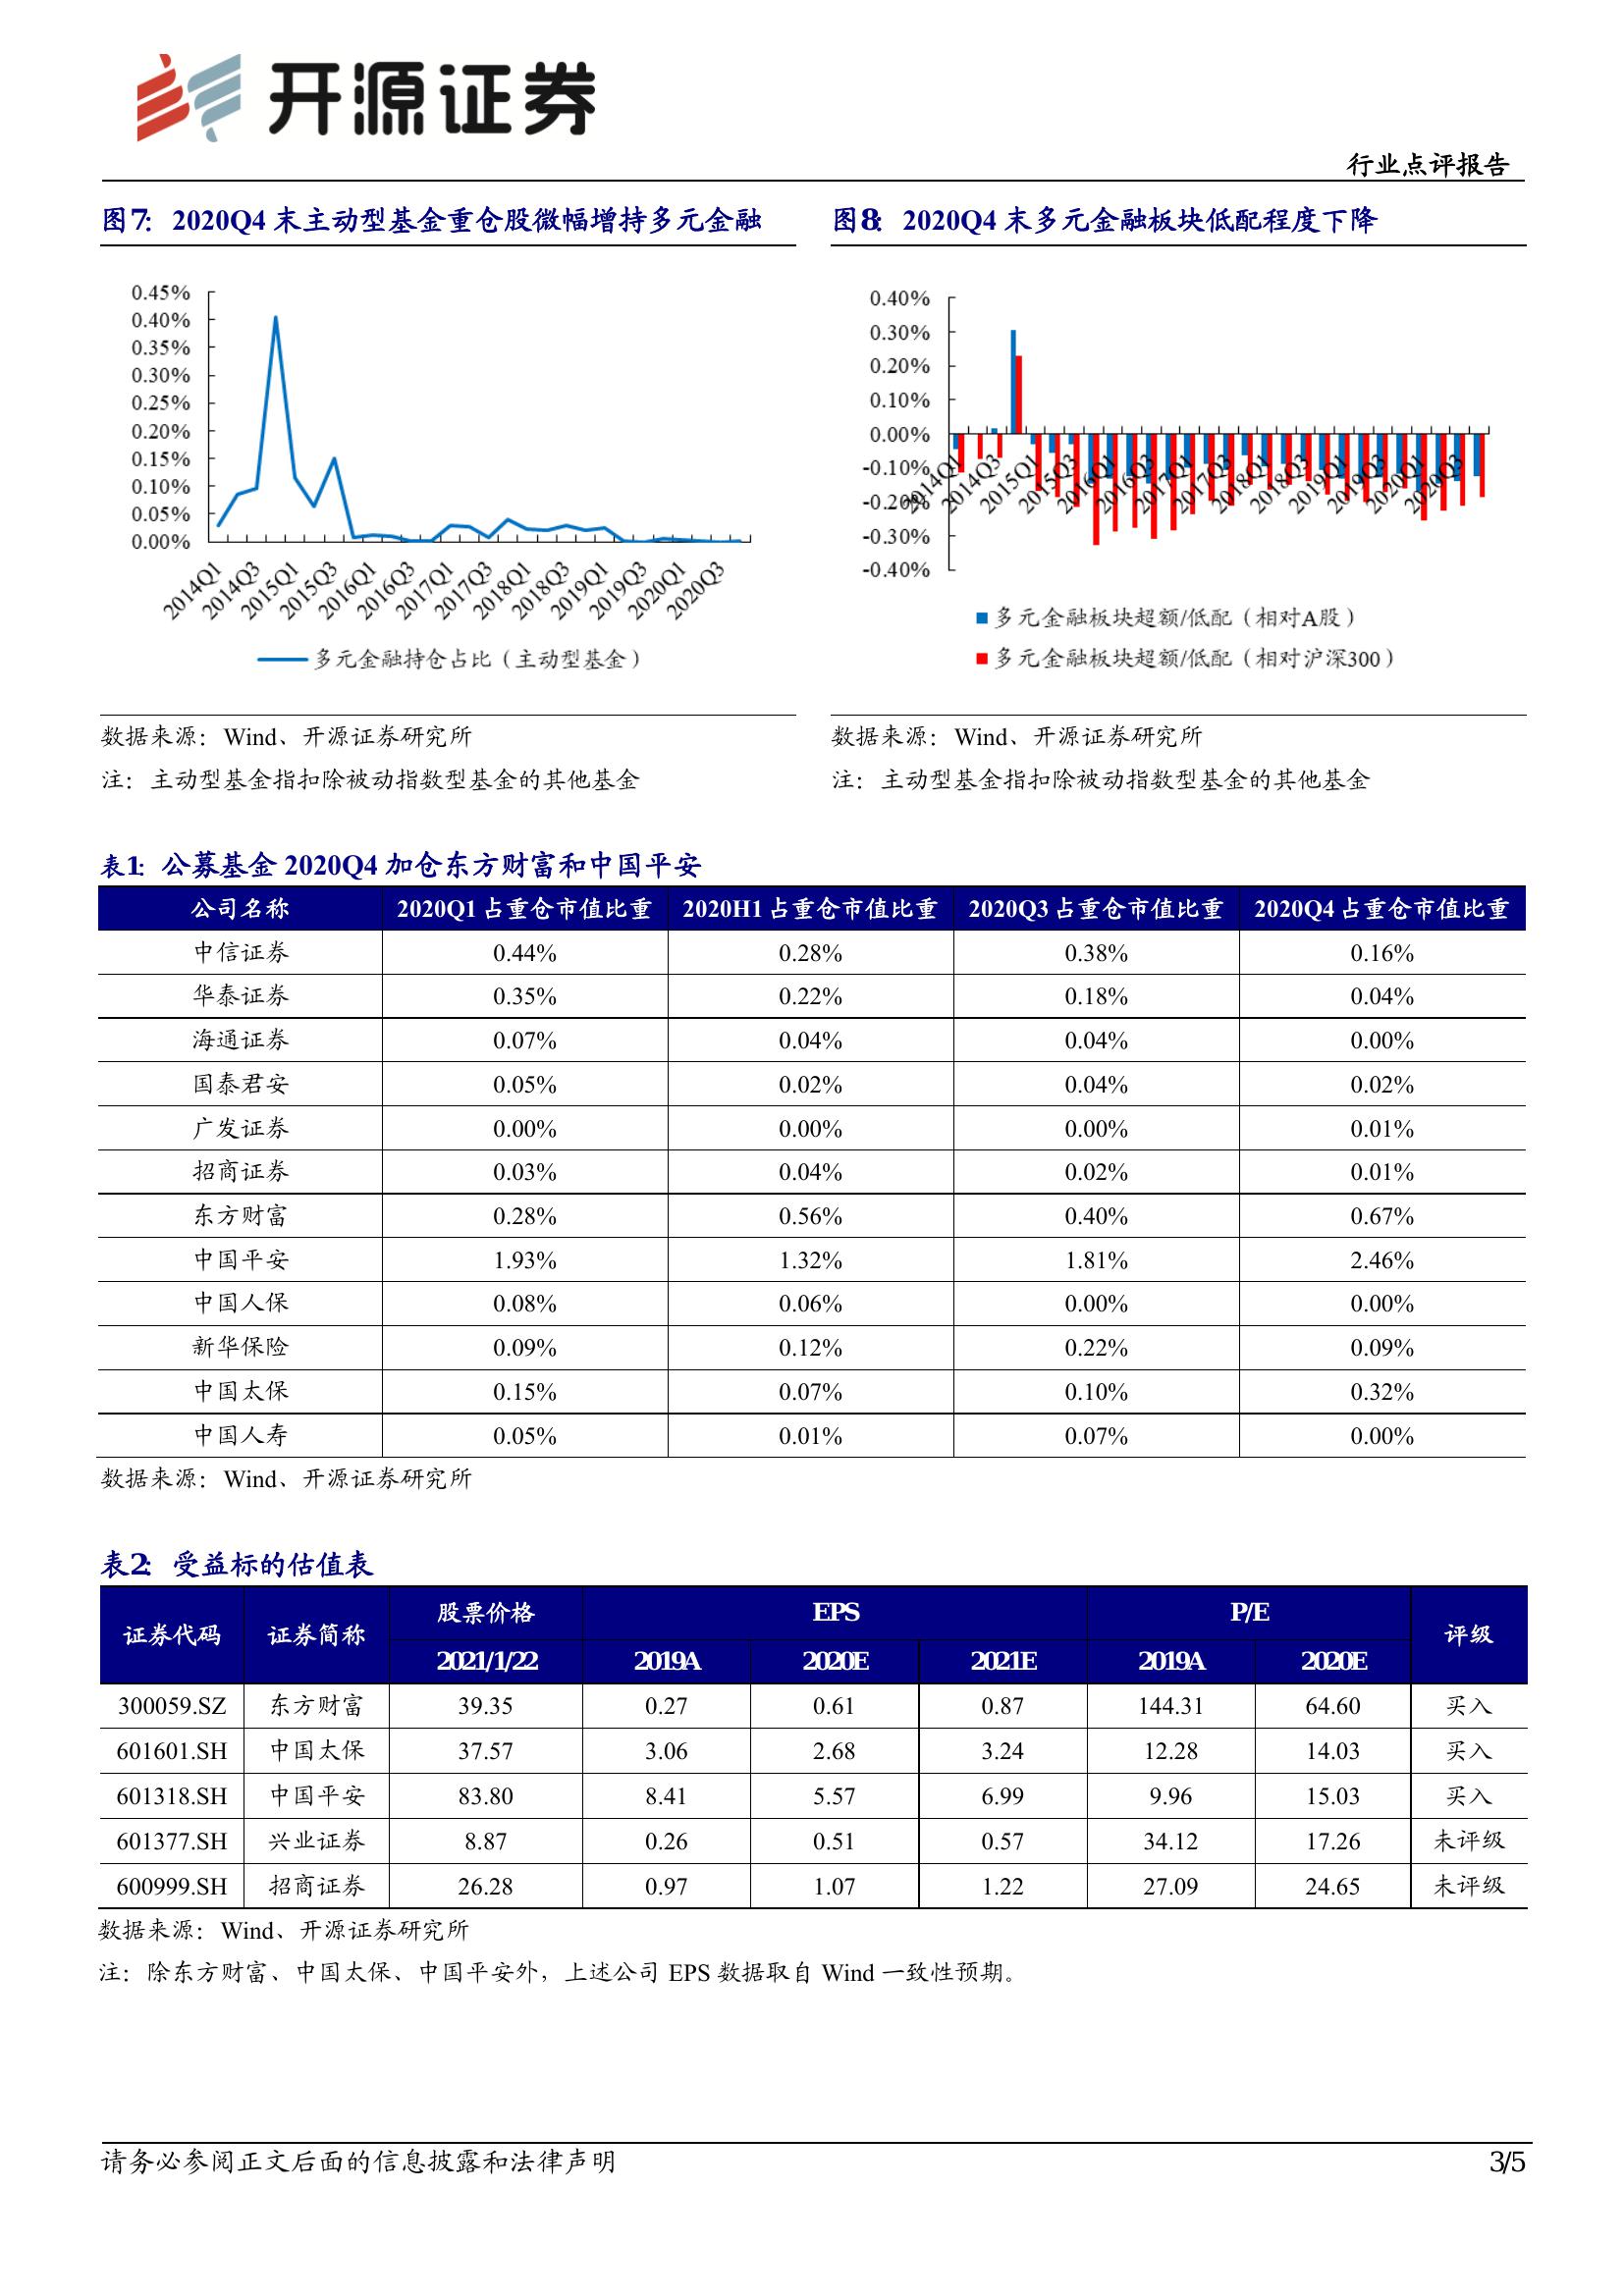 开源证券
行业点评报告
图7: 2020Q4 末主动型基金重仓股微幅增持多元金融
0.45%
0.40%
0.35%
0.30%
0.25%
0.20%
0.15%
0.10%
0.05%
0.00%
2014Q1 2014Q3 2015Q1 2015Q3 2016Q1 2016Q3 2017Q1 2017Q3 2018Q1 2018Q3 2019Q1 2019Q3 2020Q1 2020Q3
多元金融持仓占比（主动型基金）
数据来源：Wind、开源证券研究所
注：主动型基金指扣除被动指数型基金的其他基金
图8: 2020Q4 末多元金融板块低配程度下降
0.40%
0.30%
0.20%
0.10%
0.00%
-0.10%
-0.20%
-0.30%
-0.40%
2014Q1 2014Q3 2015Q1 2015Q3 2016Q1 2016Q3 2017Q1 2017Q3 2018Q1 2018Q3 2019Q1 2019Q3 2020Q1 2020Q3
多元金融板块超额/低配（相对A股）
多元金融板块超额/低配（相对沪深300）
数据来源：Wind、开源证券研究所
注：主动型基金指扣除被动指数型基金的其他基金
表1: 公募基金 2020Q4 加仓东方财富和中国平安
公司名称 2020Q1 占重仓市值比重 2020H1 占重仓市值比重 2020Q3 占重仓市值比重 2020Q4 占重仓市值比重
中信证券 0.44% 0.28% 0.38% 0.16%
华泰证券 0.35% 0.22% 0.18% 0.04%
海通证券 0.07% 0.04% 0.04% 0.00%
国泰君安 0.05% 0.02% 0.04% 0.02%
广发证券 0.00% 0.00% 0.00% 0.01%
招商证券 0.03% 0.04% 0.02% 0.01%
东方财富 0.28% 0.56% 0.40% 0.67%
中国平安 1.93% 1.32% 1.81% 2.46%
中国人保 0.08% 0.06% 0.00% 0.00%
新华保险 0.09% 0.12% 0.22% 0.09%
中国太保 0.15% 0.07% 0.10% 0.32%
中国人寿 0.05% 0.01% 0.07% 0.00%
数据来源：Wind、开源证券研究所
表2: 受益标的估值表
证券代码 证券简称 股票价格 EPS P/E 评级
2021/1/22 2019A 2020E 2021E 2019A 2020E
300059.SZ 东方财富 39.35 0.27 0.61 0.87 144.31 64.60 买入
601601.SH 中国太保 37.57 3.06 2.68 3.24 12.28 14.03 买入
601318.SH 中国平安 83.80 8.41 5.57 6.99 9.96 15.03 买入
601377.SH 兴业证券 8.87 0.26 0.51 0.57 34.12 17.26 未评级
600999.SH 招商证券 26.28 0.97 1.07 1.22 27.09 24.65 未评级
数据来源：Wind、开源证券研究所
注：除东方财富、中国太保、中国平安外，上述公司 EPS 数据取自 Wind 一致性预期。
请务必参阅正文后面的信息披露和法律声明
3/5